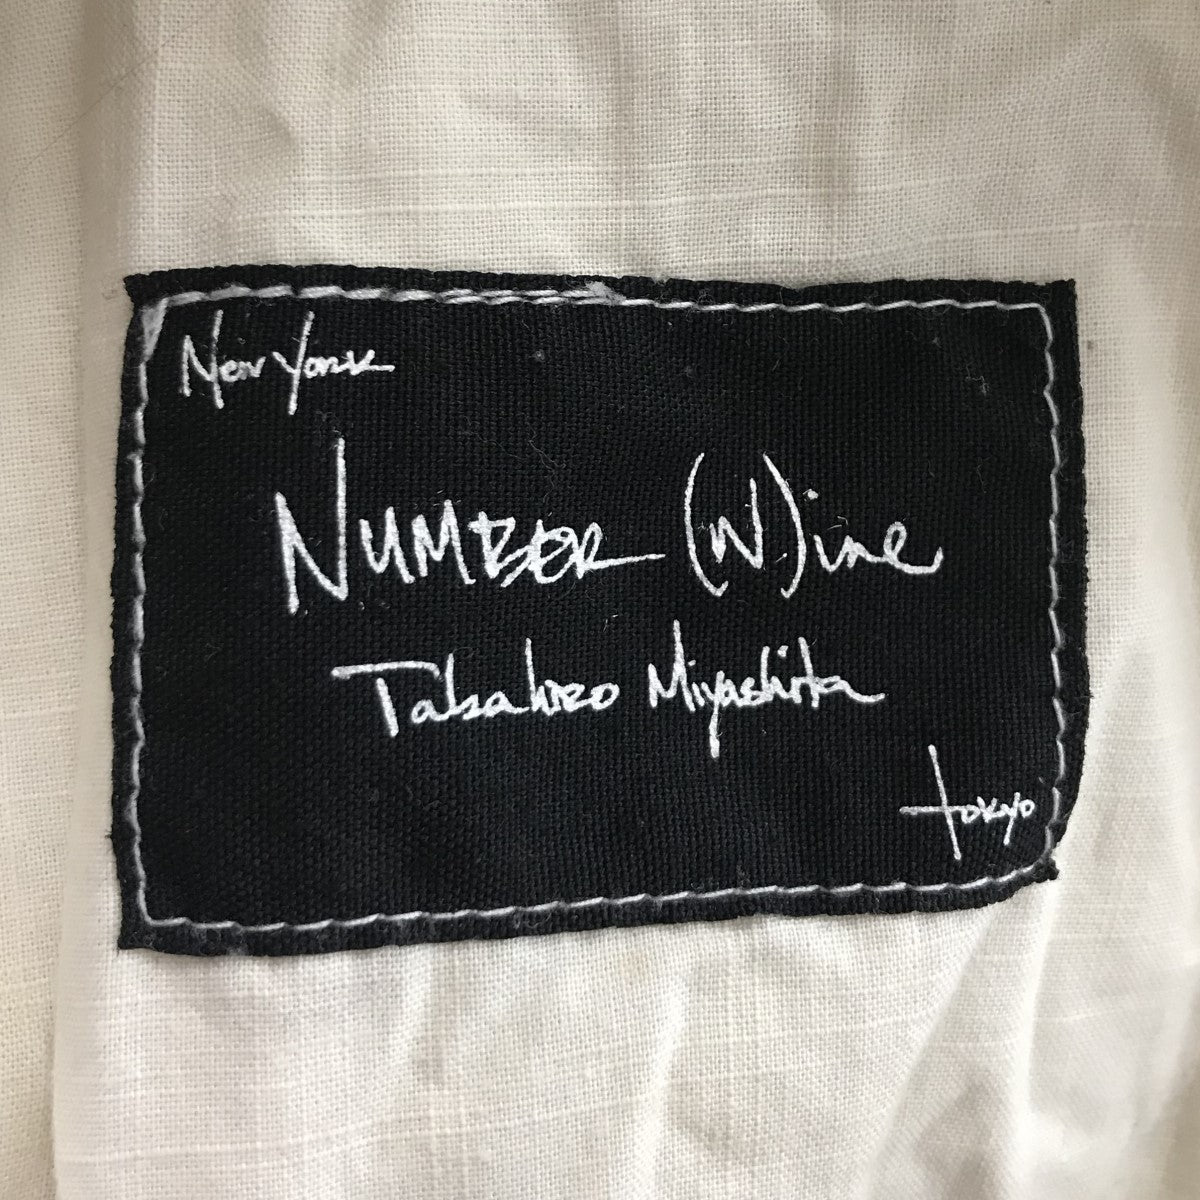 New York
NUMBER (N)ine
Takahiro Miyashita
tokyo